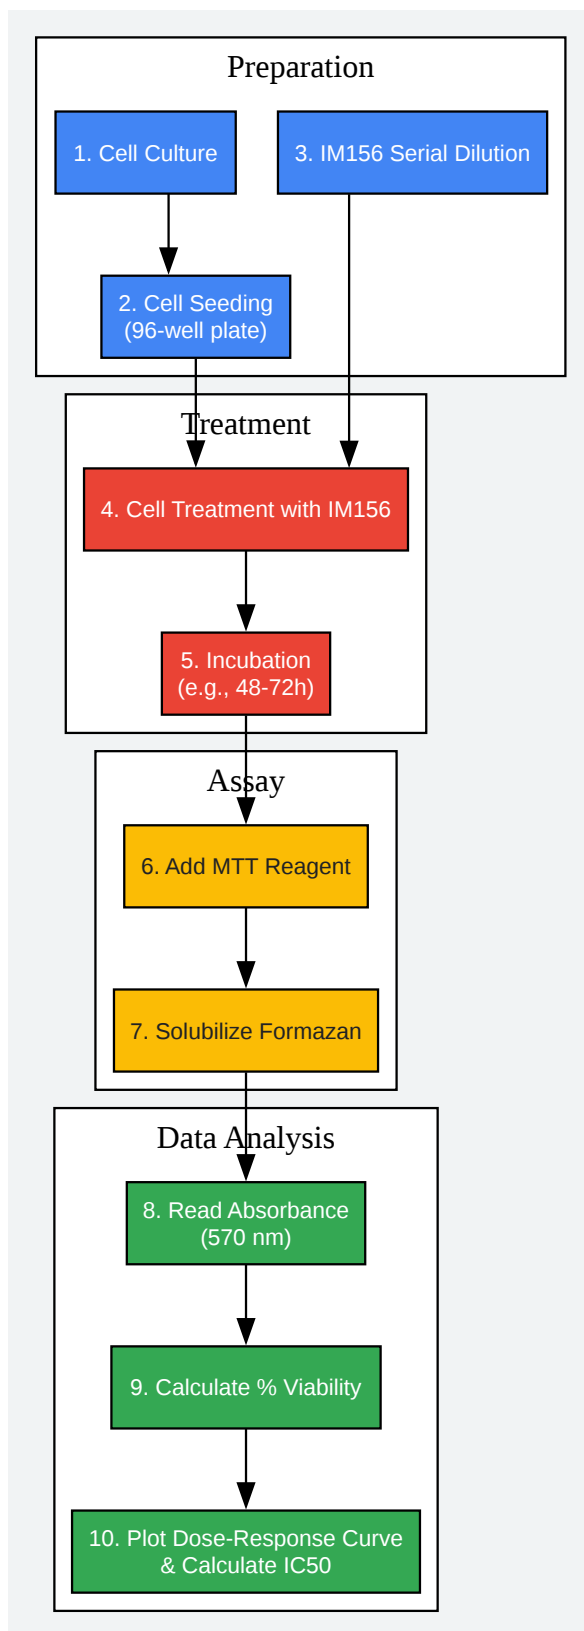 Preparation
1. Cell Culture
3. IM156 Serial Dilution
2. Cell Seeding
(96-well plate)
Treatment
4. Cell Treatment with IM156
5. Incubation
(e.g., 48-72h)
Assay
6. Add MTT Reagent
7. Solubilize Formazan
Data Analysis
8. Read Absorbance
(570 nm)
9. Calculate % Viability
10. Plot Dose-Response Curve
& Calculate IC50